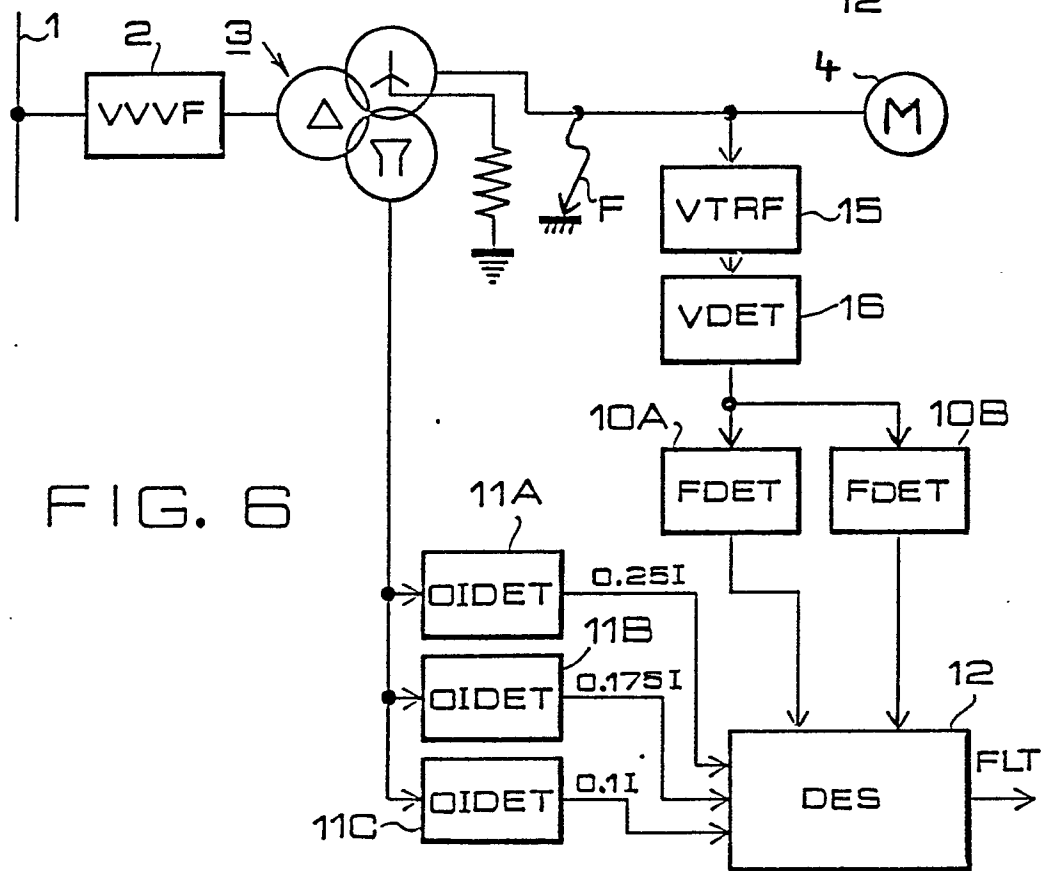 12
1
2
3
4
VVVF
M
F
VTRF
15
VDET
16
10A
10B
FDET
FDET
FIG. 6
11A
OIDET
0.25I
11B
OIDET
0.175I
12
OIDET
0.1I
11C
DES
FLT